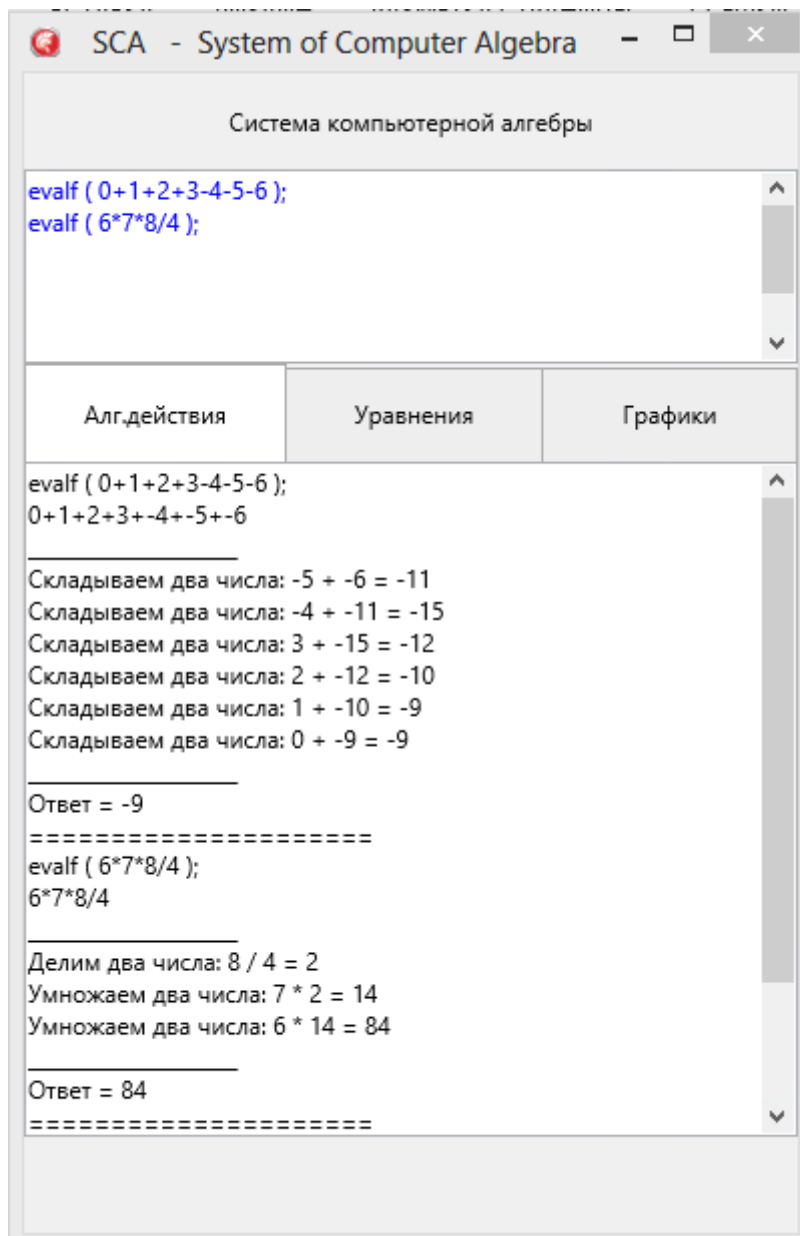 SCA - System of Computer Algebra
Система компьютерной алгебры
evalf ( 0+1+2+3-4-5-6 );
evalf ( 6*7*8/4 );
Алг.действия
Уравнения
Графики
evalf ( 0+1+2+3-4-5-6 );
0+1+2+3+-4+-5+-6
___________________
Складываем два числа: -5 + -6 = -11
Складываем два числа: -4 + -11 = -15
Складываем два числа: 3 + -15 = -12
Складываем два числа: 2 + -12 = -10
Складываем два числа: 1 + -10 = -9
Складываем два числа: 0 + -9 = -9
___________________
Ответ = -9
=====================
evalf ( 6*7*8/4 );
6*7*8/4
___________________
Делим два числа: 8 / 4 = 2
Умножаем два числа: 7 * 2 = 14
Умножаем два числа: 6 * 14 = 84
___________________
Ответ = 84
=====================